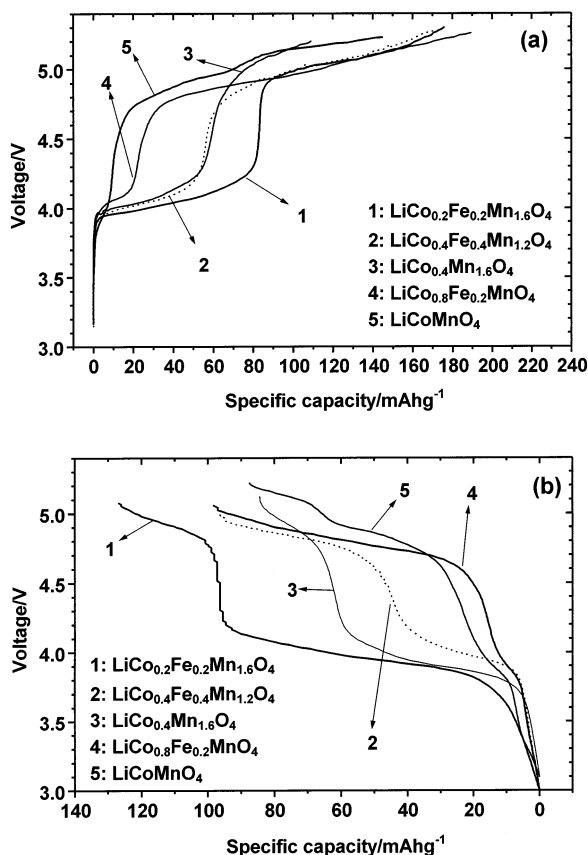 (a)
5
3
4
1
2
5.0
4.5
4.0
3.5
3.0
Voltage/V
1: LiCo0.2Fe0.2Mn1.6O4
2: LiCo0.4Fe0.4Mn1.2O4
3: LiCo0.4Mn1.6O4
4: LiCo0.8Fe0.2MnO4
5: LiCoMnO4
0 20 40 60 80 100 120 140 160 180 200 220 240
Specific capacity/mAhg-1
(b)
5
4
1
3
2
5.0
4.5
4.0
3.5
3.0
Voltage/V
1: LiCo0.2Fe0.2Mn1.6O4
2: LiCo0.4Fe0.4Mn1.2O4
3: LiCo0.4Mn1.6O4
4: LiCo0.8Fe0.2MnO4
5: LiCoMnO4
140 120 100 80 60 40 20 0
Specific capacity/mAhg-1